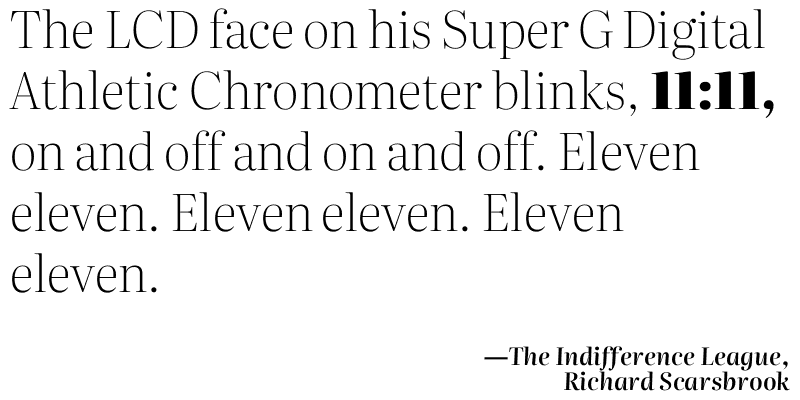 The LCD face on his Super G Digital
Athletic Chronometer blinks, 11:11,
on and off and on and off. Eleven
eleven. Eleven eleven. Eleven
eleven.
—The Indifference League,
Richard Scarsbrook